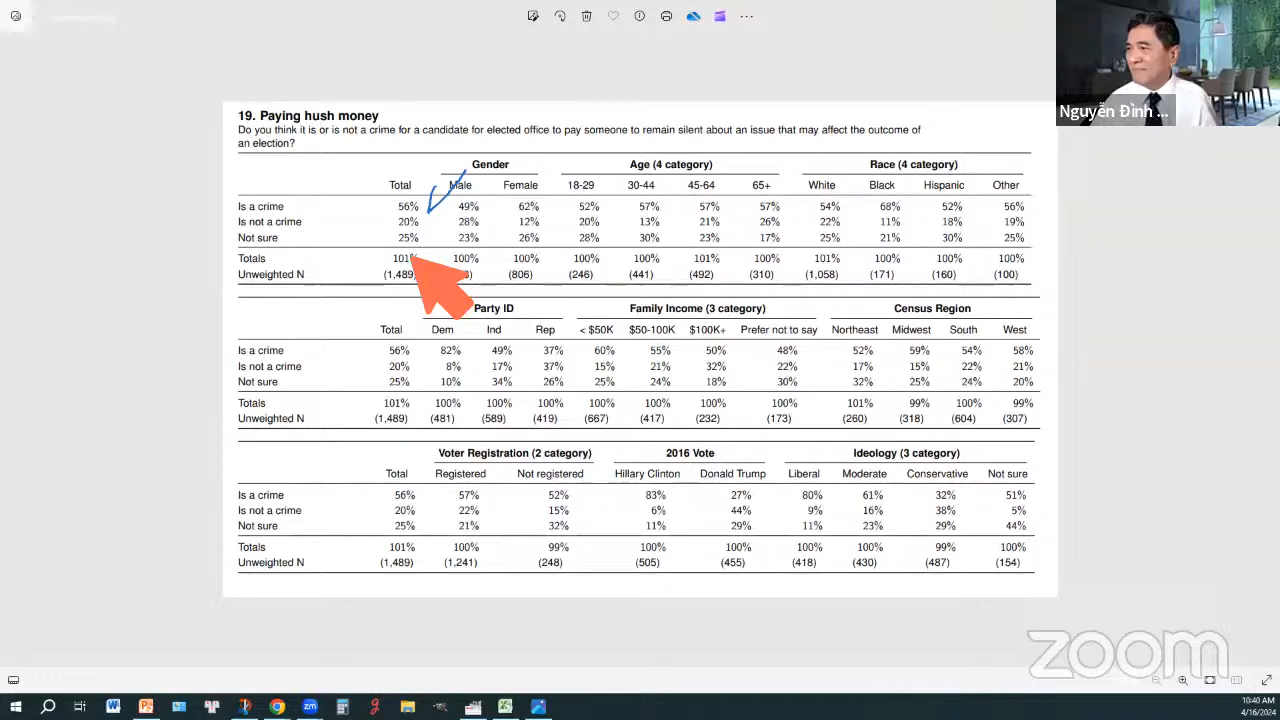 Nguyễn Đình ...
19. Paying hush money
Do you think it is or is not a crime for a candidate for elected office to pay someone to remain silent about an issue that may affect the outcome of
an election?
Gender Age (4 category) Race (4 category)
Total Male Female 18-29 30-44 45-64 65+ White Black Hispanic Other
Is a crime 56% 49% 62% 52% 57% 57% 57% 54% 68% 52% 56%
Is not a crime 20% 28% 12% 20% 13% 21% 26% 22% 11% 18% 19%
Not sure 25% 23% 26% 28% 30% 23% 17% 25% 21% 30% 25%
Totals 101% 100% 100% 100% 100% 101% 100% 101% 100% 100% 100%
Unweighted N (1,489) (806) (246) (441) (492) (310) (1,058) (171) (160) (100)
Party ID Family Income (3 category) Census Region
Total Dem Ind Rep < $50K $50-100K $100K+ Prefer not to say Northeast Midwest South West
Is a crime 56% 82% 49% 37% 60% 55% 50% 48% 52% 59% 54% 58%
Is not a crime 20% 8% 17% 37% 15% 21% 32% 22% 17% 15% 22% 21%
Not sure 25% 10% 34% 26% 25% 24% 18% 30% 32% 25% 24% 20%
Totals 101% 100% 100% 100% 100% 100% 100% 100% 101% 99% 100% 99%
Unweighted N (1,489) (481) (589) (419) (667) (417) (232) (173) (260) (318) (604) (307)
Voter Registration (2 category) 2016 Vote Ideology (3 category)
Total Registered Not registered Hillary Clinton Donald Trump Liberal Moderate Conservative Not sure
Is a crime 56% 57% 52% 83% 27% 80% 61% 32% 51%
Is not a crime 20% 22% 15% 6% 44% 9% 16% 38% 5%
Not sure 25% 21% 32% 11% 29% 11% 23% 29% 44%
Totals 101% 100% 99% 100% 100% 100% 100% 99% 100%
Unweighted N (1,489) (1,241) (248) (505) (455) (418) (430) (487) (154)
zoom
10:40 AM
4/16/2024